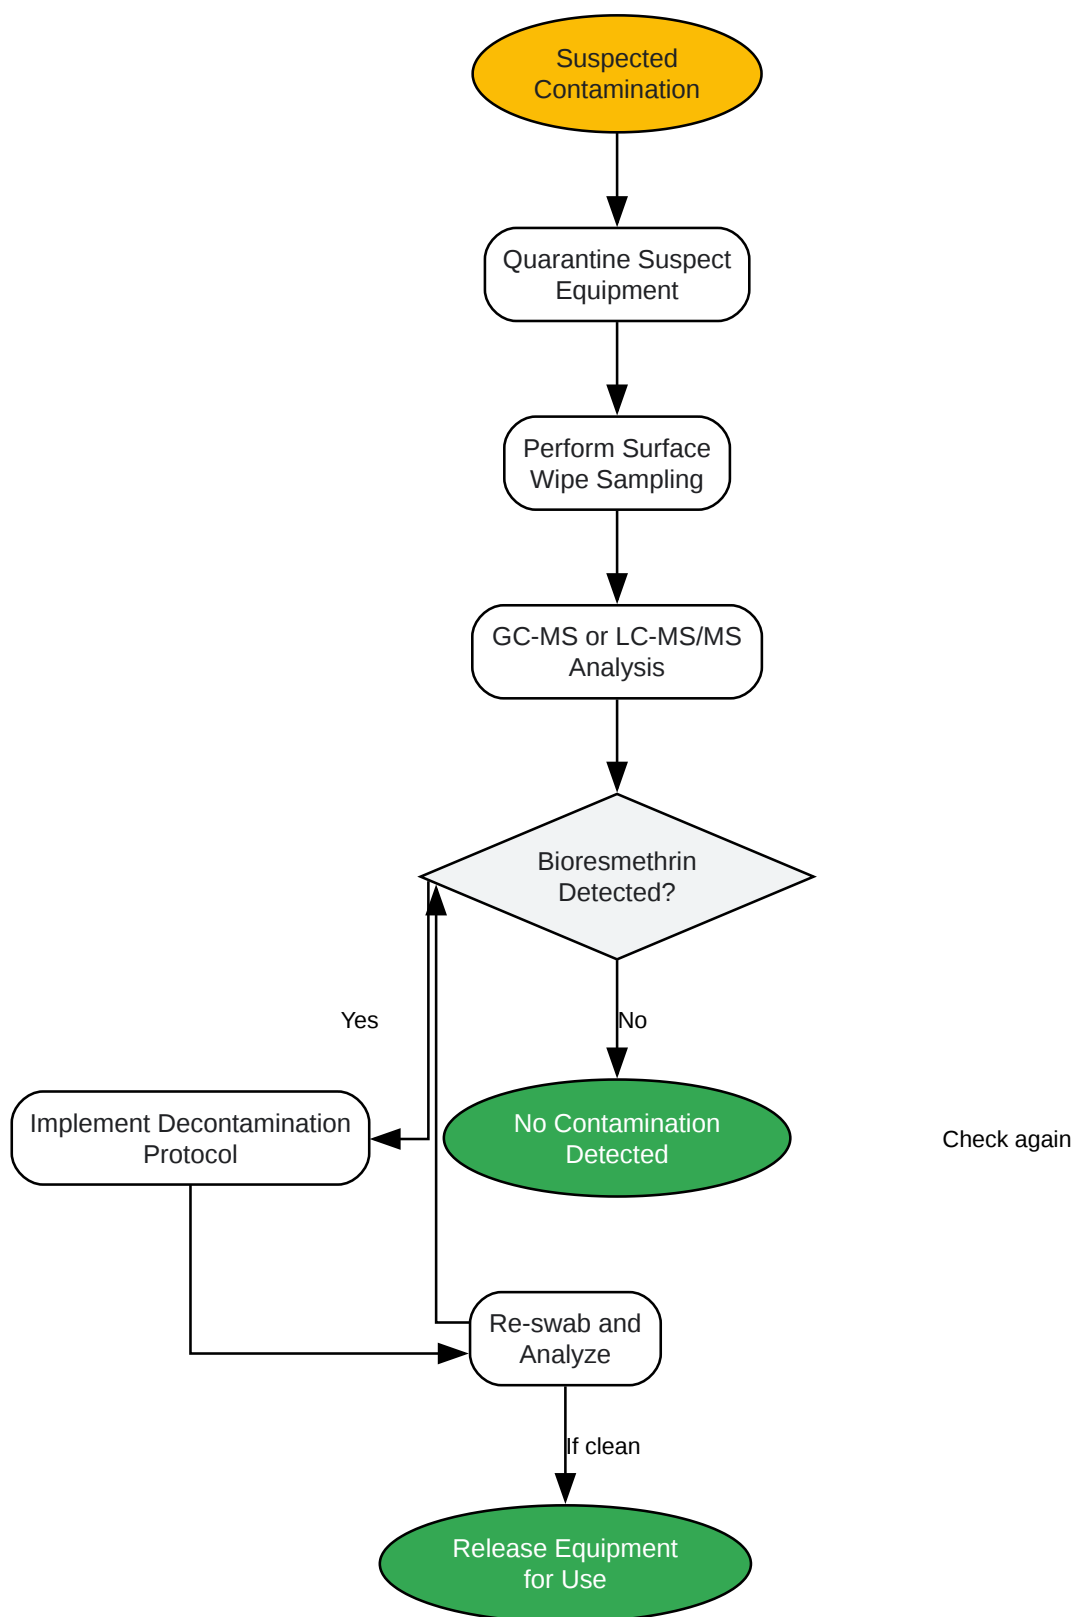 Suspected
Contamination
Quarantine Suspect
Equipment
Perform Surface
Wipe Sampling
GC-MS or LC-MS/MS
Analysis
Bioresmethrin
Detected?
Yes
No
Implement Decontamination
Protocol
No Contamination
Detected
Check again
Re-swab and
Analyze
If clean
Release Equipment
for Use